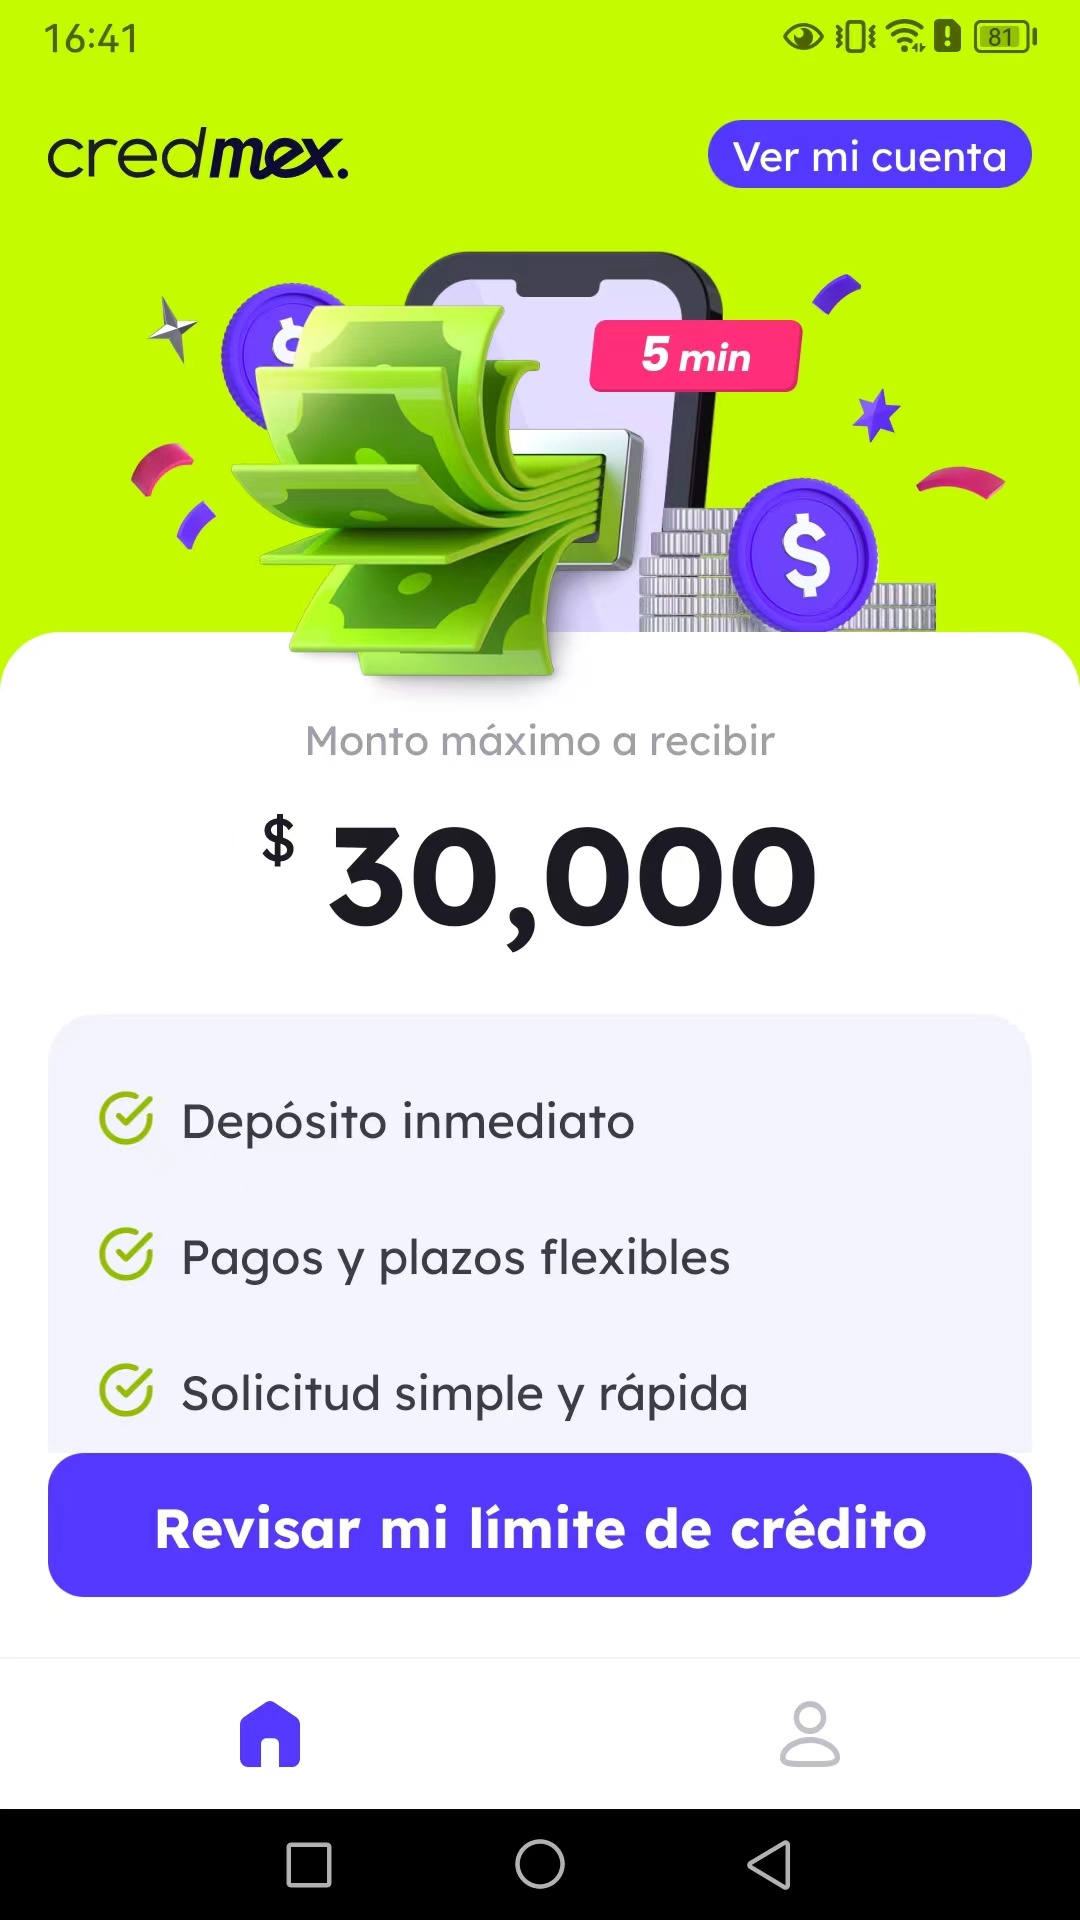 16:41
81
credmex.
Ver mi cuenta
$
5 min
$
Monto máximo a recibir
$ 30,000
Depósito inmediato
Pagos y plazos flexibles
Solicitud simple y rápida
Revisar mi límite de crédito